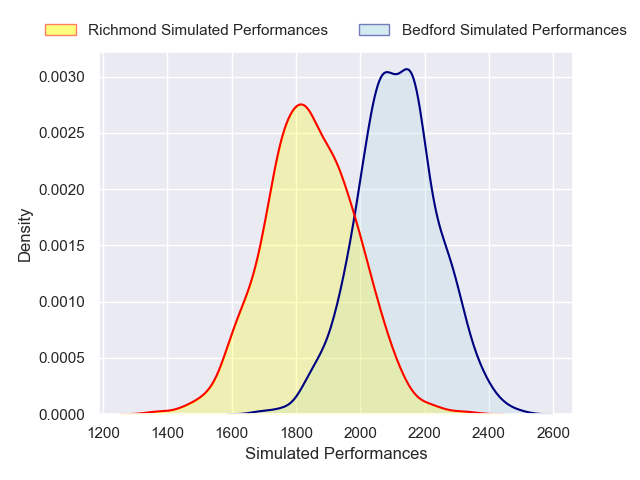 Richmond Simulated Performances Bedford Simulated Performances
0.0030
0.0025
0.0020
0.0015
0.0010
0.0005
0.0000
Density
1200 1400 1600 1800 2000 2200 2400 2600
Simulated Performances